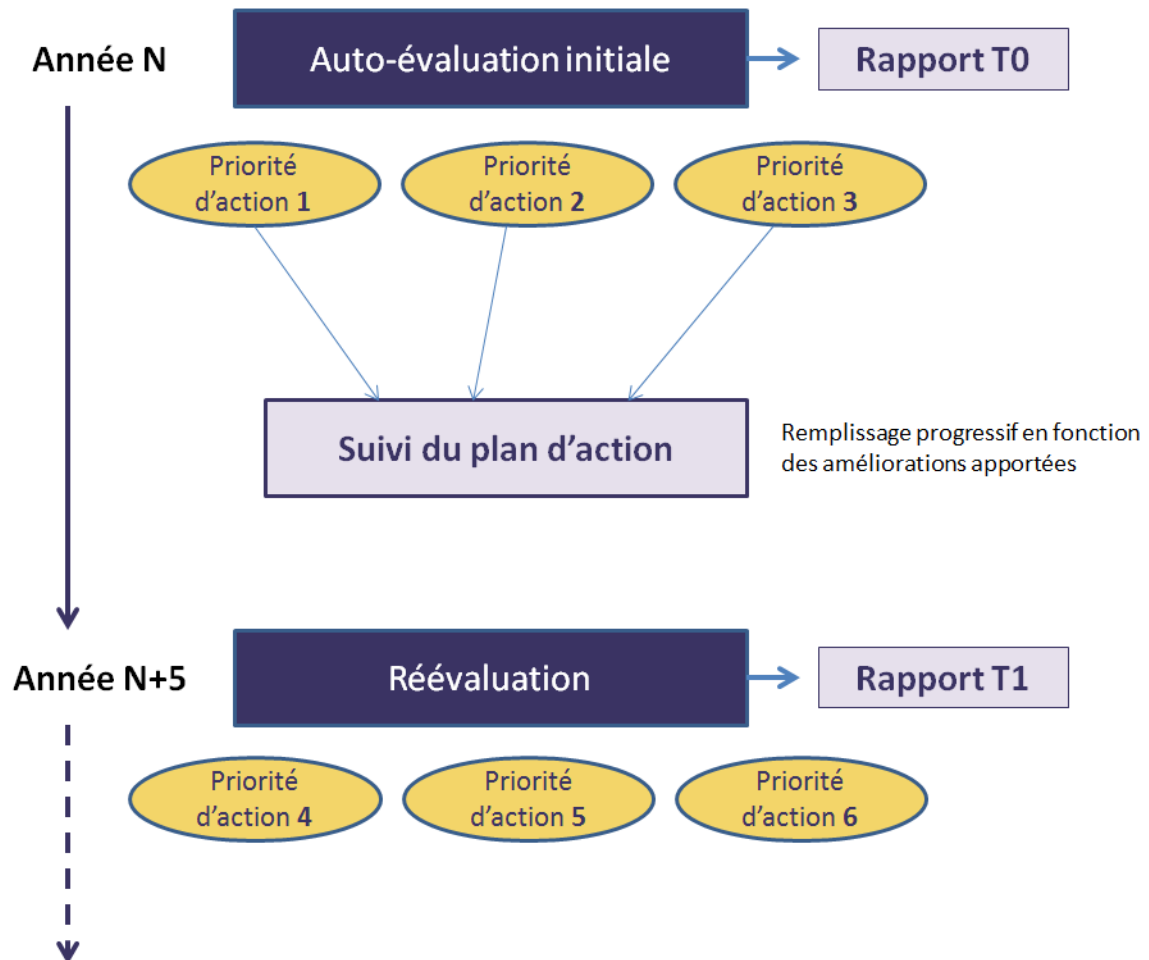 Année N
Auto-évaluation initiale
Rapport T0
Priorité
d’action 1
Priorité
d’action 2
Priorité
d’action 3
Suivi du plan d’action
Remplissage progressif en fonction
des améliorations apportées
Année N+5
Réévaluation
Rapport T1
Priorité
d’action 4
Priorité
d’action 5
Priorité
d’action 6